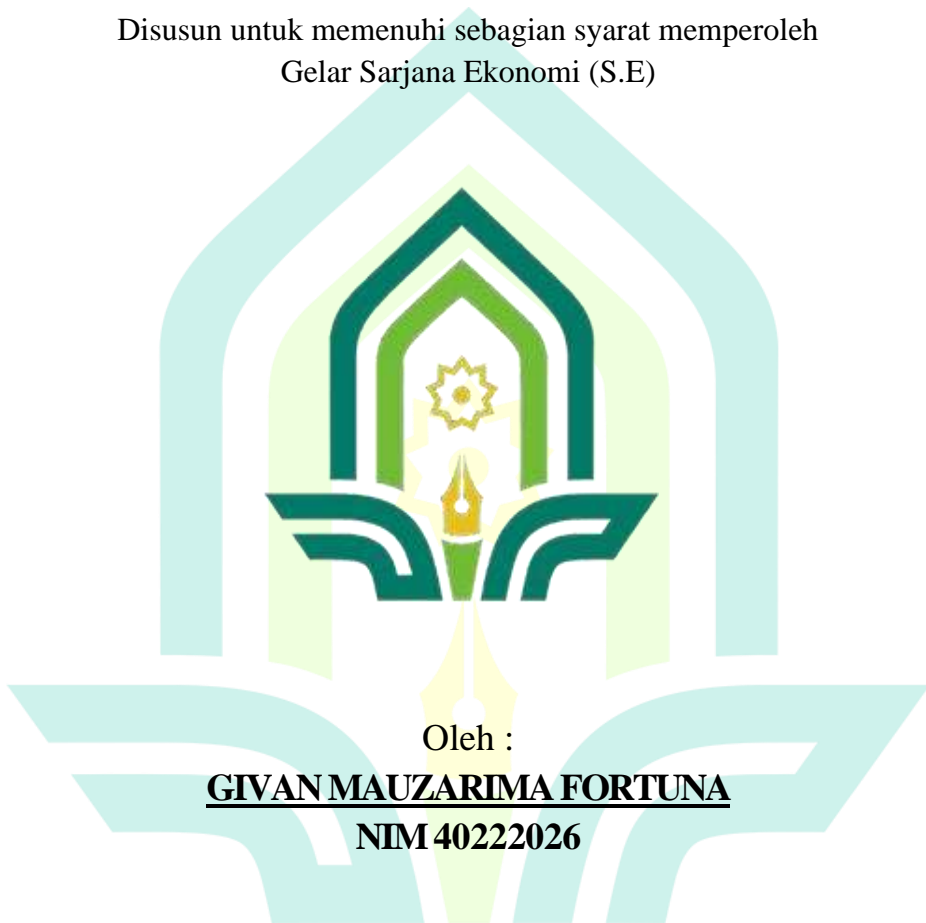 Disusun untuk memenuhi sebagian syarat memperoleh
Gelar Sarjana Ekonomi (S.E)
Oleh :
GIVAN MAUZARIMA FORTUNA
NIM 40222026